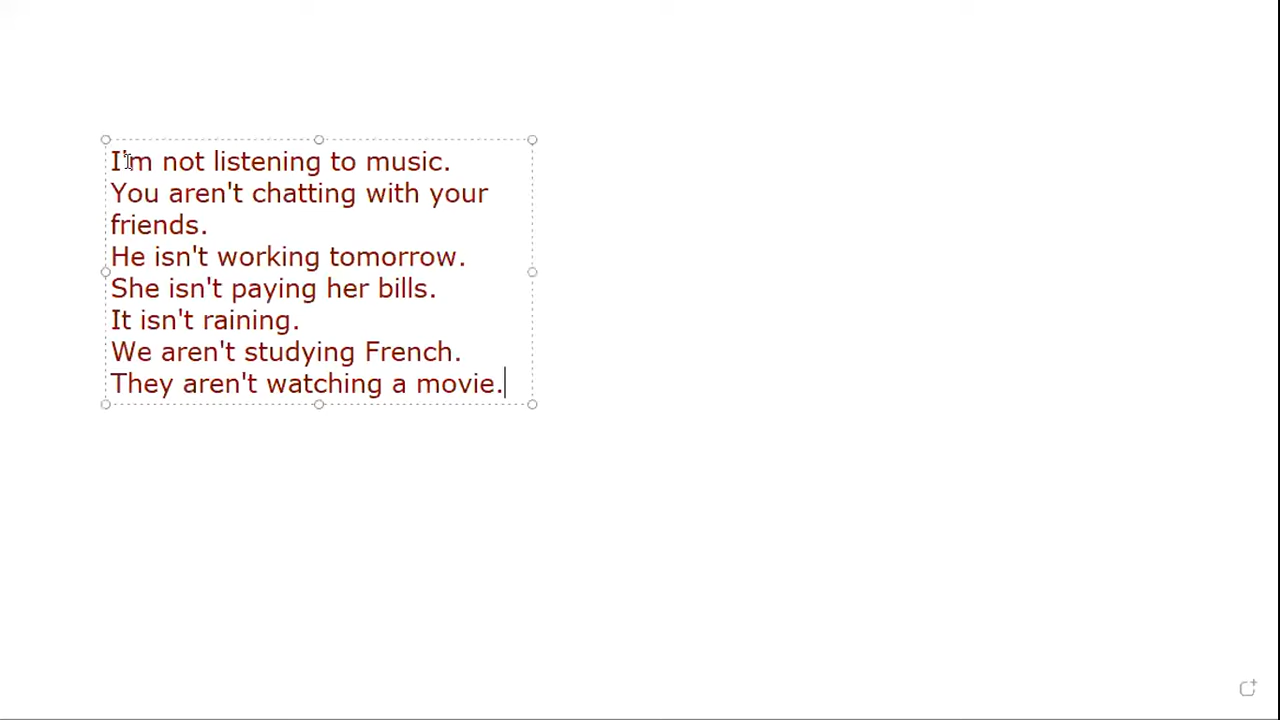 I'm not listening to music.
You aren't chatting with your
friends.
He isn't working tomorrow.
She isn't paying her bills.
It isn't raining.
We aren't studying French.
They aren't watching a movie.